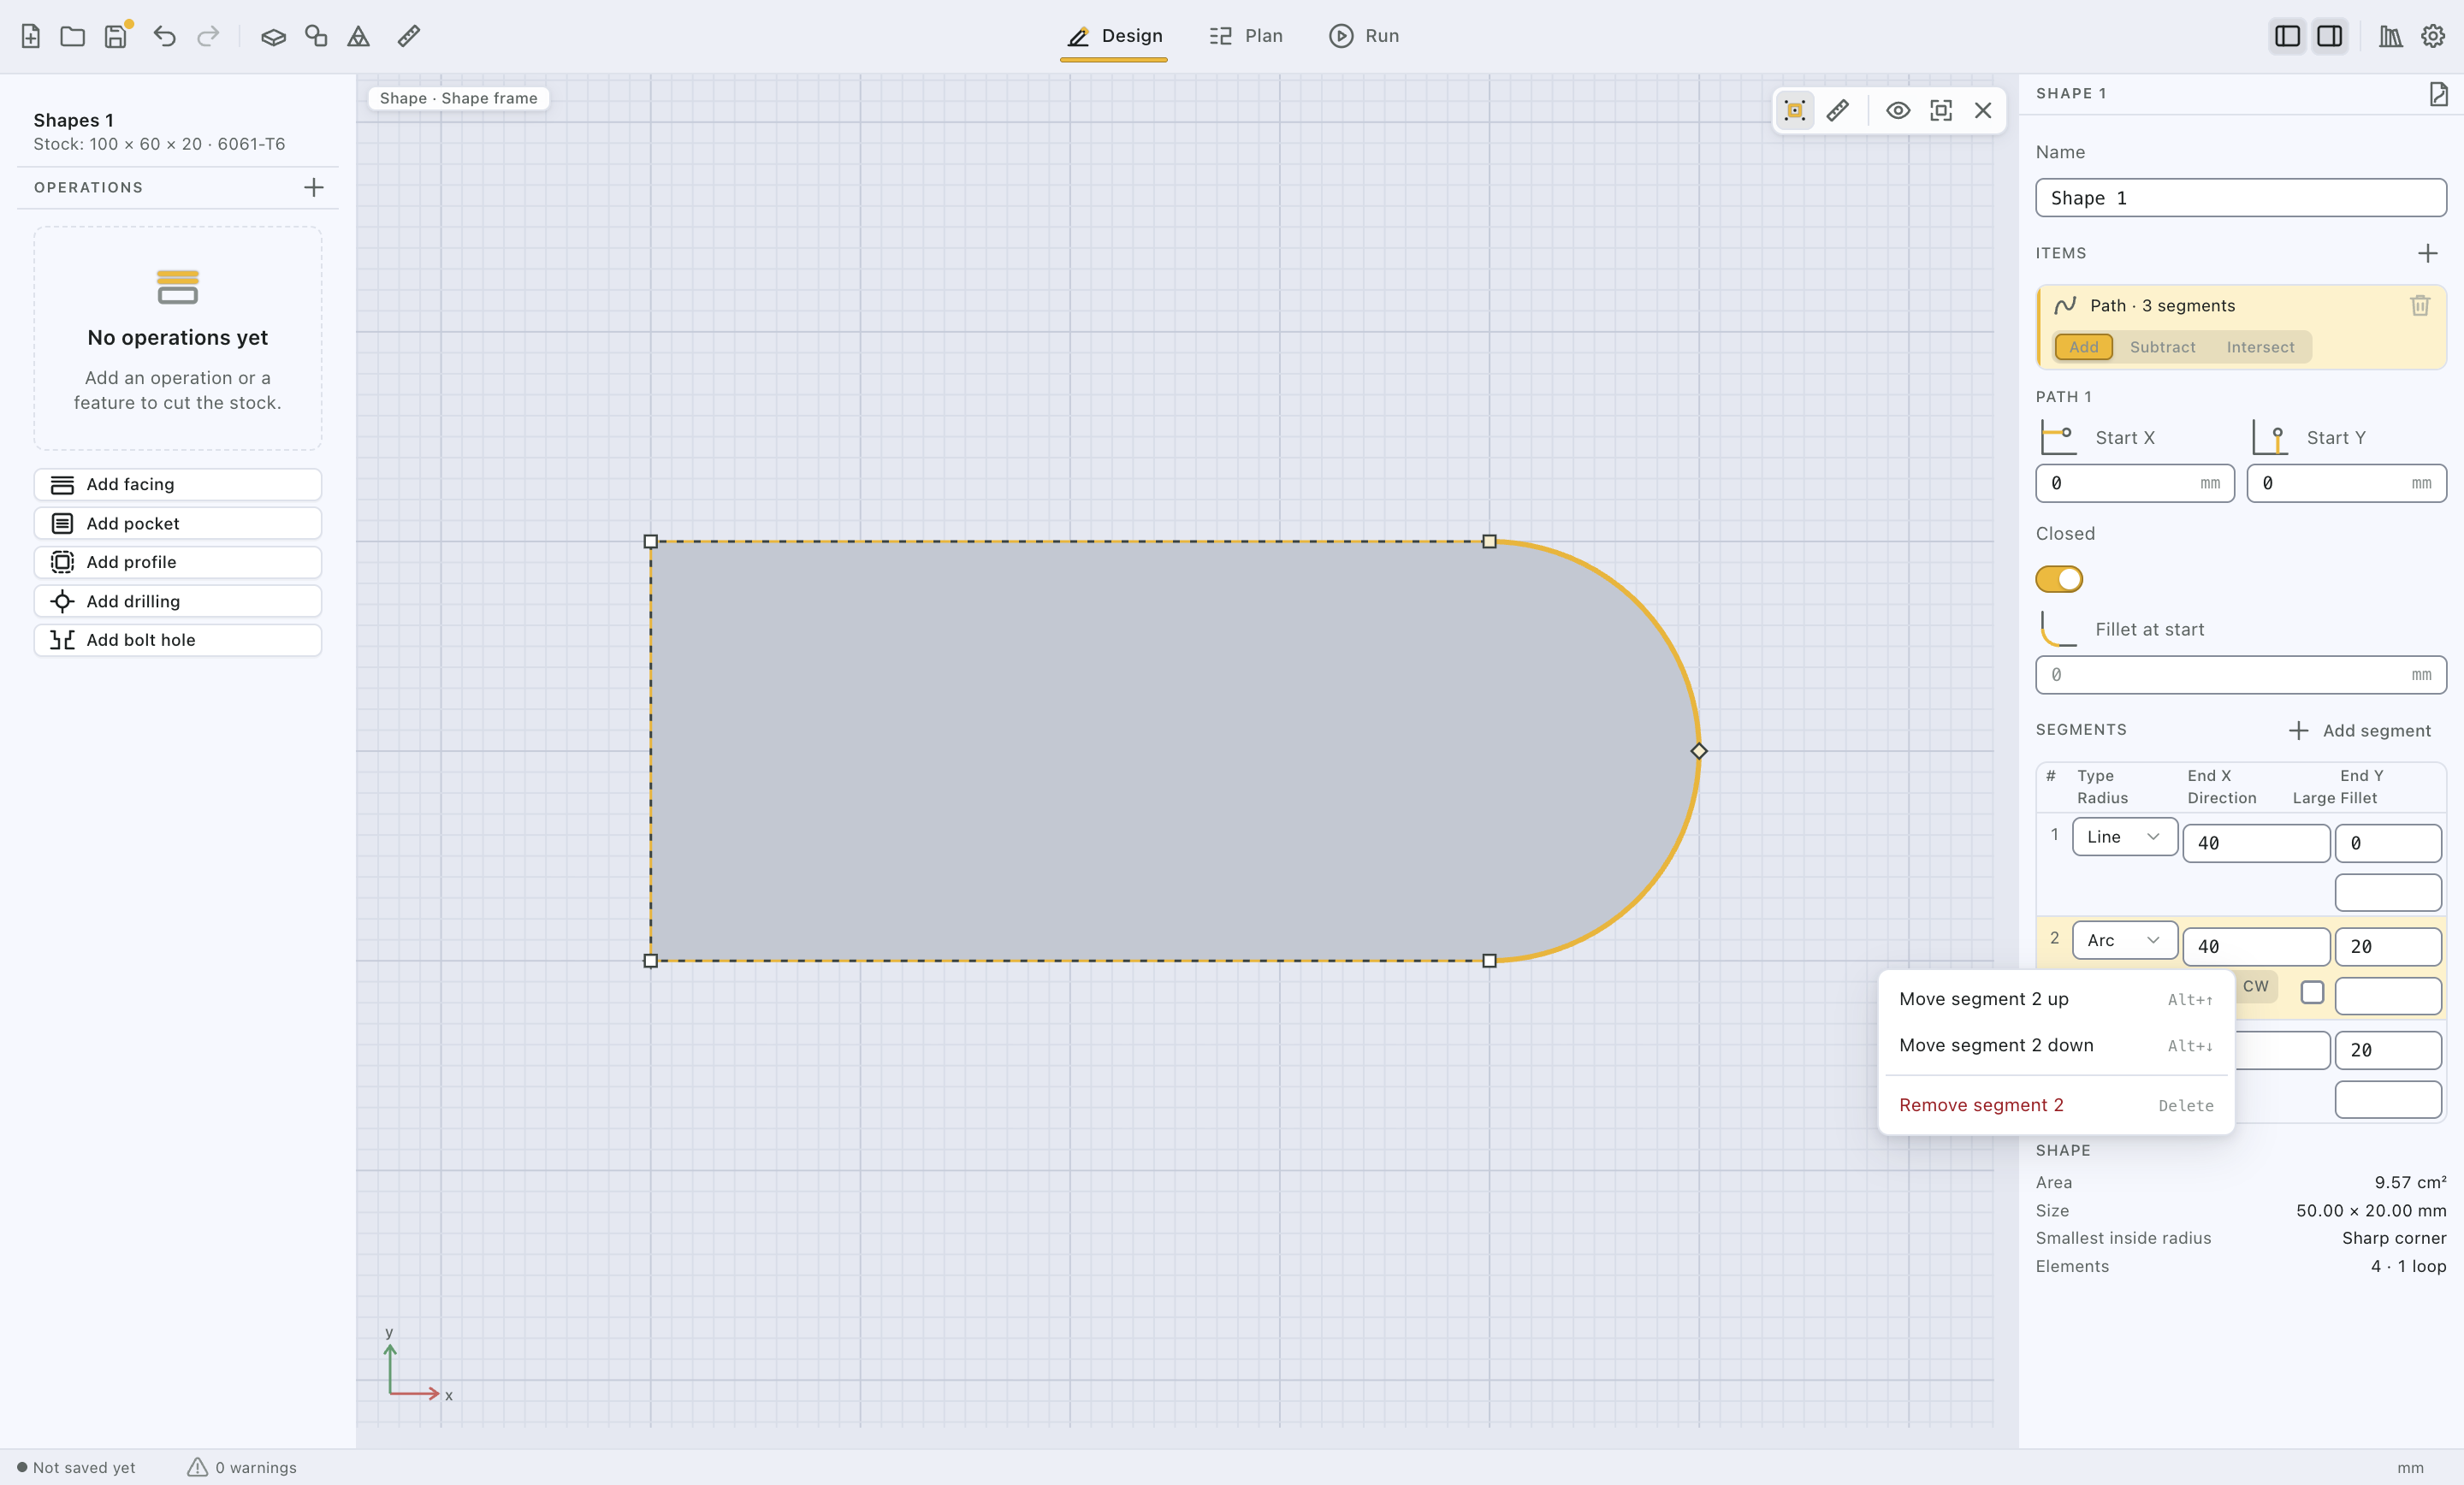 Design
Plan
Run
Shapes 1
Stock: 100 × 60 × 20 · 6061-T6
OPERATIONS
No operations yet
Add an operation or a
feature to cut the stock.
Add facing
Add pocket
Add profile
Add drilling
Add bolt hole
Shape · Shape frame
y
x
SHAPE 1
Name
Shape 1
ITEMS
Path · 3 segments
Add Subtract Intersect
PATH 1
Start X Start Y
0 mm 0 mm
Closed
Fillet at start
0 mm
SEGMENTS Add segment
# Type End X End Y
Radius Direction Large Fillet
1 Line 40 0
2 Arc 40 20
CW
20
Move segment 2 up Alt+↑
Move segment 2 down Alt+↓
Remove segment 2 Delete
SHAPE
Area 9.57 cm²
Size 50.00 × 20.00 mm
Smallest inside radius Sharp corner
Elements 4 · 1 loop
Not saved yet 0 warnings mm